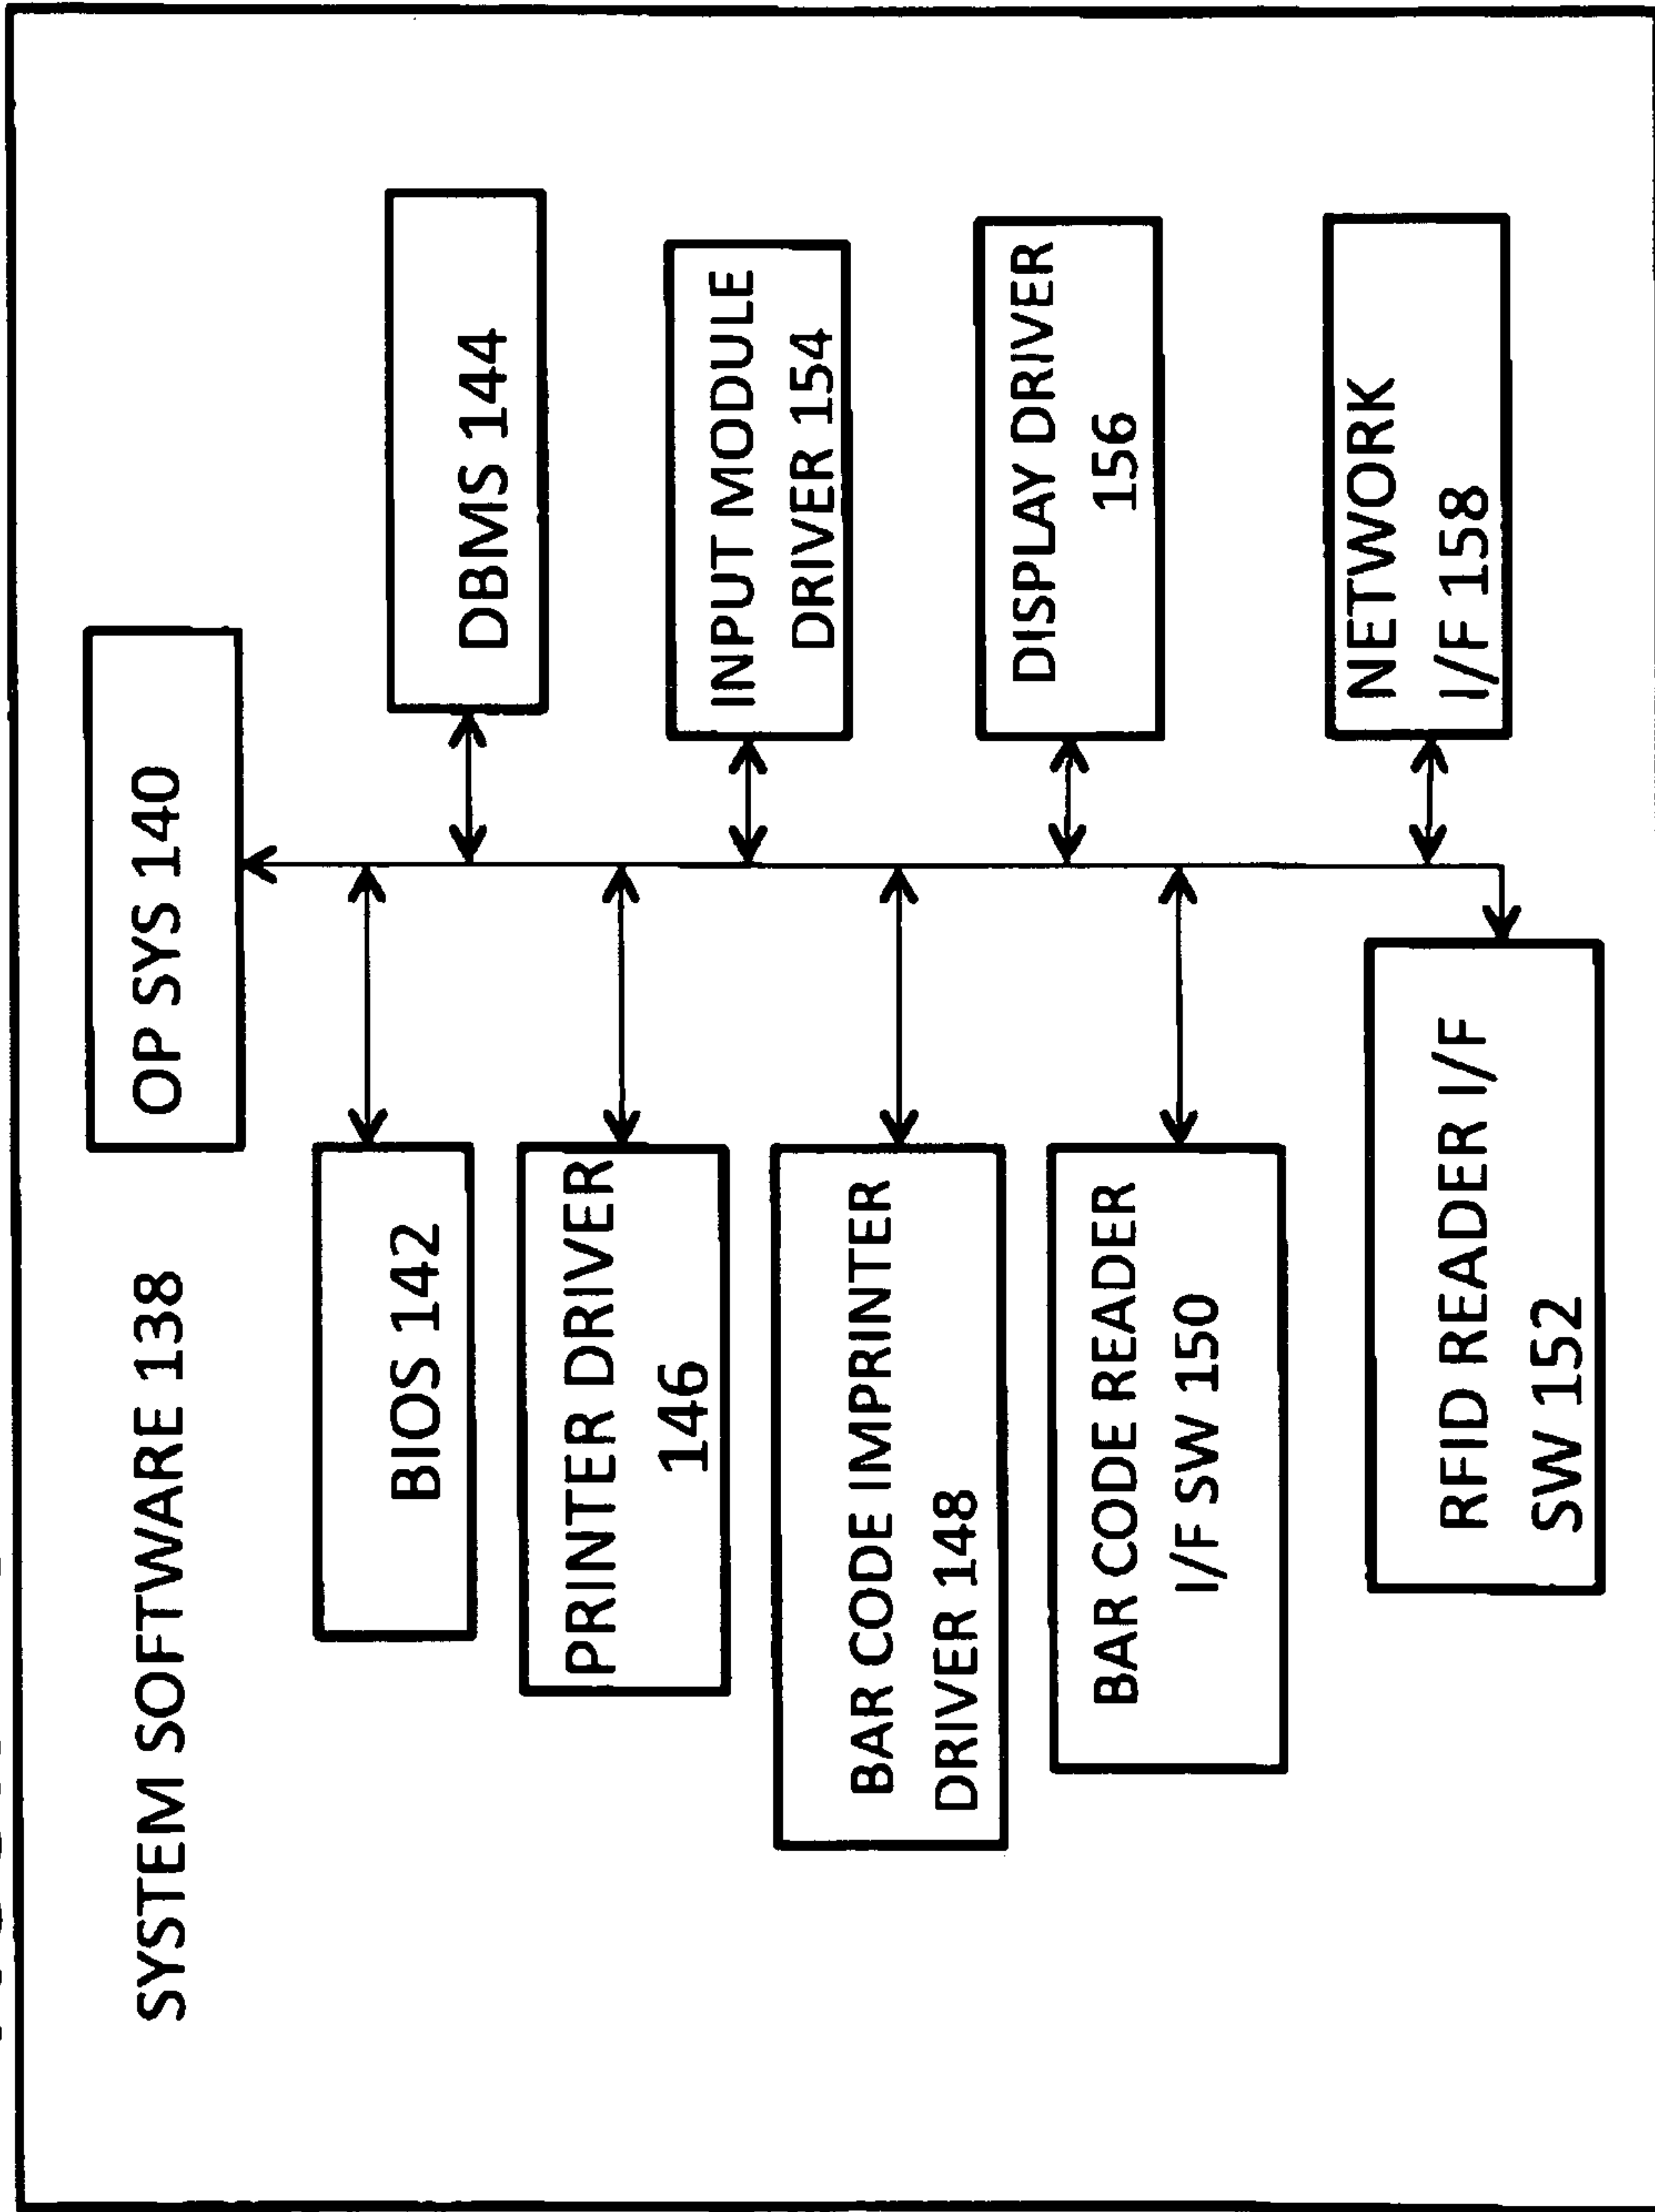 SYSTEM SOFTWARE 138
OP SYS 140
BIOS 142
DBMS 144
PRINTER DRIVER
146
INPUT MODULE
DRIVER 154
BAR CODE IMPRINTER
DRIVER 148
DISPLAY DRIVER
156
BAR CODE READER
I/F SW 150
NETWORK
I/F 158
RFID READER I/F
SW 152